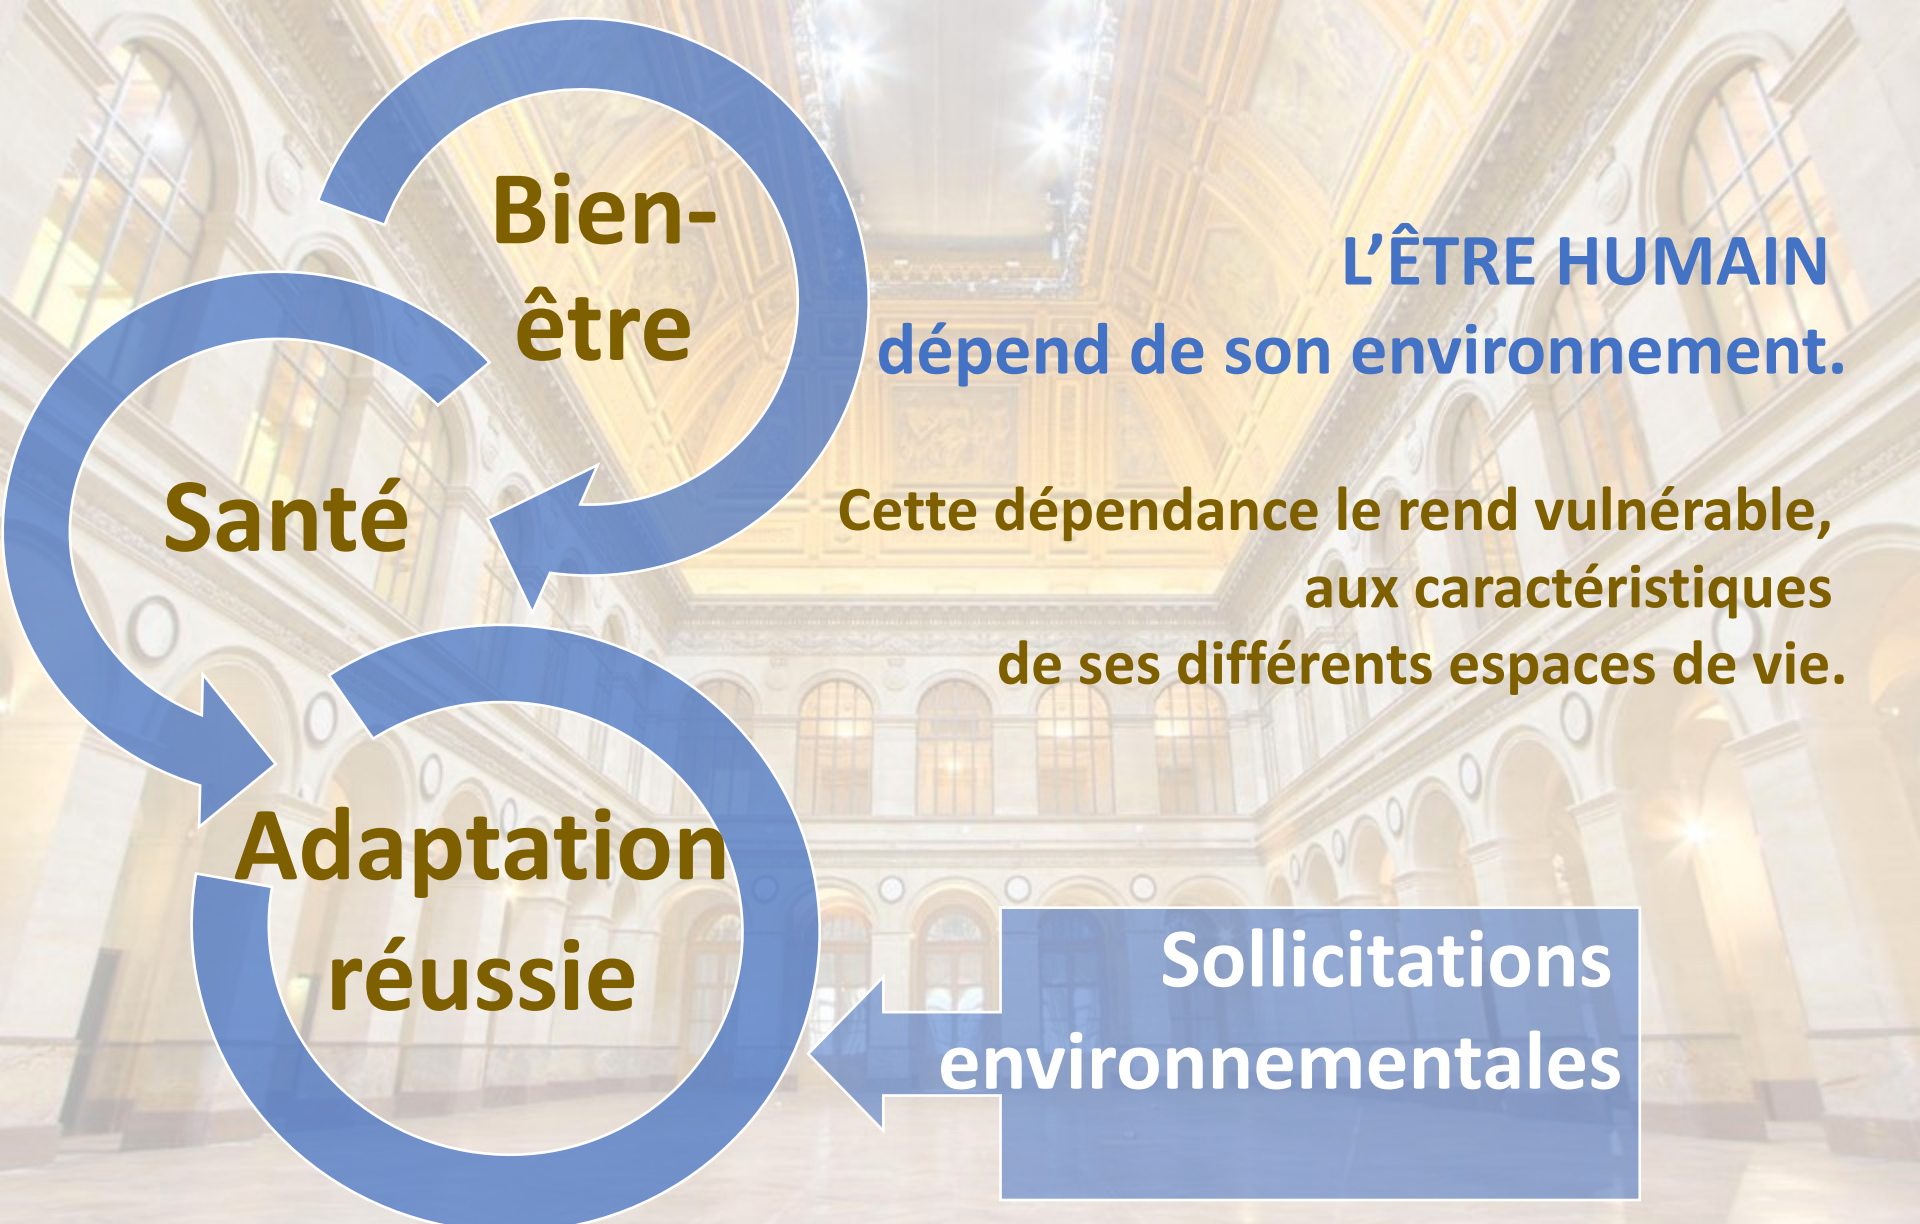 Bien-
être
Santé
Adaptation
réussie
L’ÊTRE HUMAIN
dépend de son environnement.
Cette dépendance le rend vulnérable,
aux caractéristiques
de ses différents espaces de vie.
Sollicitations
environnementales